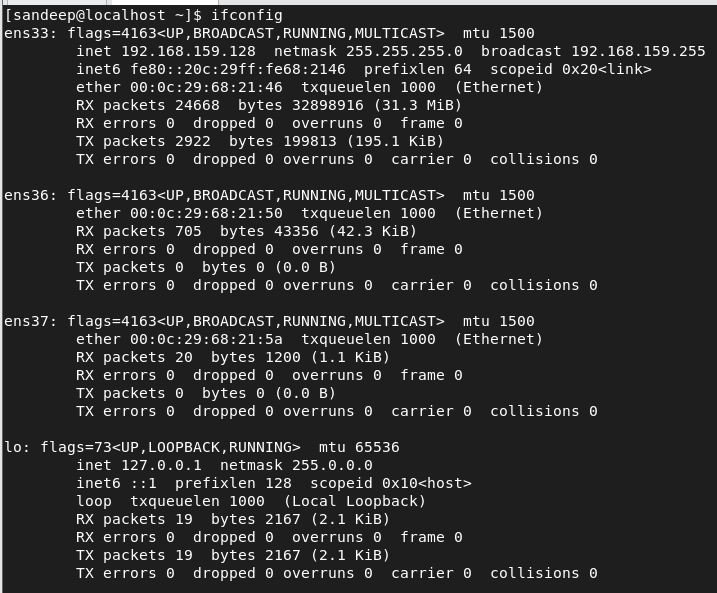 [sandeep@localhost ~]$ ifconfig
ens33: flags=4163<UP,BROADCAST,RUNNING,MULTICAST>  mtu 1500
        inet 192.168.159.128  netmask 255.255.255.0  broadcast 192.168.159.255
        inet6 fe80::20c:29ff:fe68:2146  prefixlen 64  scopeid 0x20<link>
        ether 00:0c:29:68:21:46  txqueuelen 1000  (Ethernet)
        RX packets 24668  bytes 32898916 (31.3 MiB)
        RX errors 0  dropped 0  overruns 0  frame 0
        TX packets 2922  bytes 199813 (195.1 KiB)
        TX errors 0  dropped 0 overruns 0  carrier 0  collisions 0

ens36: flags=4163<UP,BROADCAST,RUNNING,MULTICAST>  mtu 1500
        ether 00:0c:29:68:21:50  txqueuelen 1000  (Ethernet)
        RX packets 705  bytes 43356 (42.3 KiB)
        RX errors 0  dropped 0  overruns 0  frame 0
        TX packets 0  bytes 0 (0.0 B)
        TX errors 0  dropped 0 overruns 0  carrier 0  collisions 0

ens37: flags=4163<UP,BROADCAST,RUNNING,MULTICAST>  mtu 1500
        ether 00:0c:29:68:21:5a  txqueuelen 1000  (Ethernet)
        RX packets 20  bytes 1200 (1.1 KiB)
        RX errors 0  dropped 0  overruns 0  frame 0
        TX packets 0  bytes 0 (0.0 B)
        TX errors 0  dropped 0 overruns 0  carrier 0  collisions 0

lo: flags=73<UP,LOOPBACK,RUNNING>  mtu 65536
        inet 127.0.0.1  netmask 255.0.0.0
        inet6 ::1  prefixlen 128  scopeid 0x10<host>
        loop  txqueuelen 1000  (Local Loopback)
        RX packets 19  bytes 2167 (2.1 KiB)
        RX errors 0  dropped 0  overruns 0  frame 0
        TX packets 19  bytes 2167 (2.1 KiB)
        TX errors 0  dropped 0 overruns 0  carrier 0  collisions 0